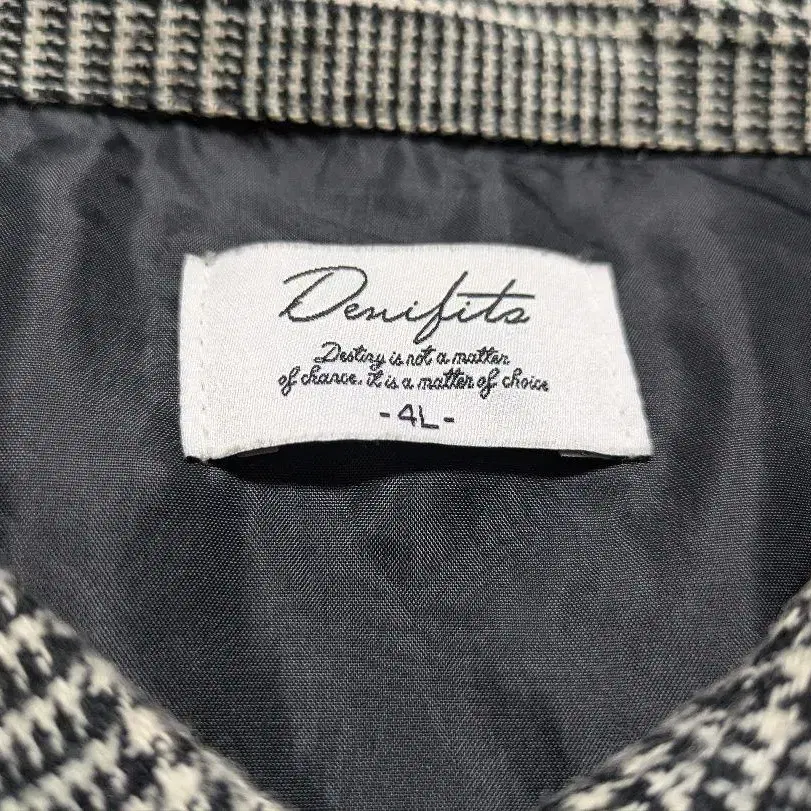 Denifits
Destiny is not a matter
of chance. it is a matter of choice
-4L-